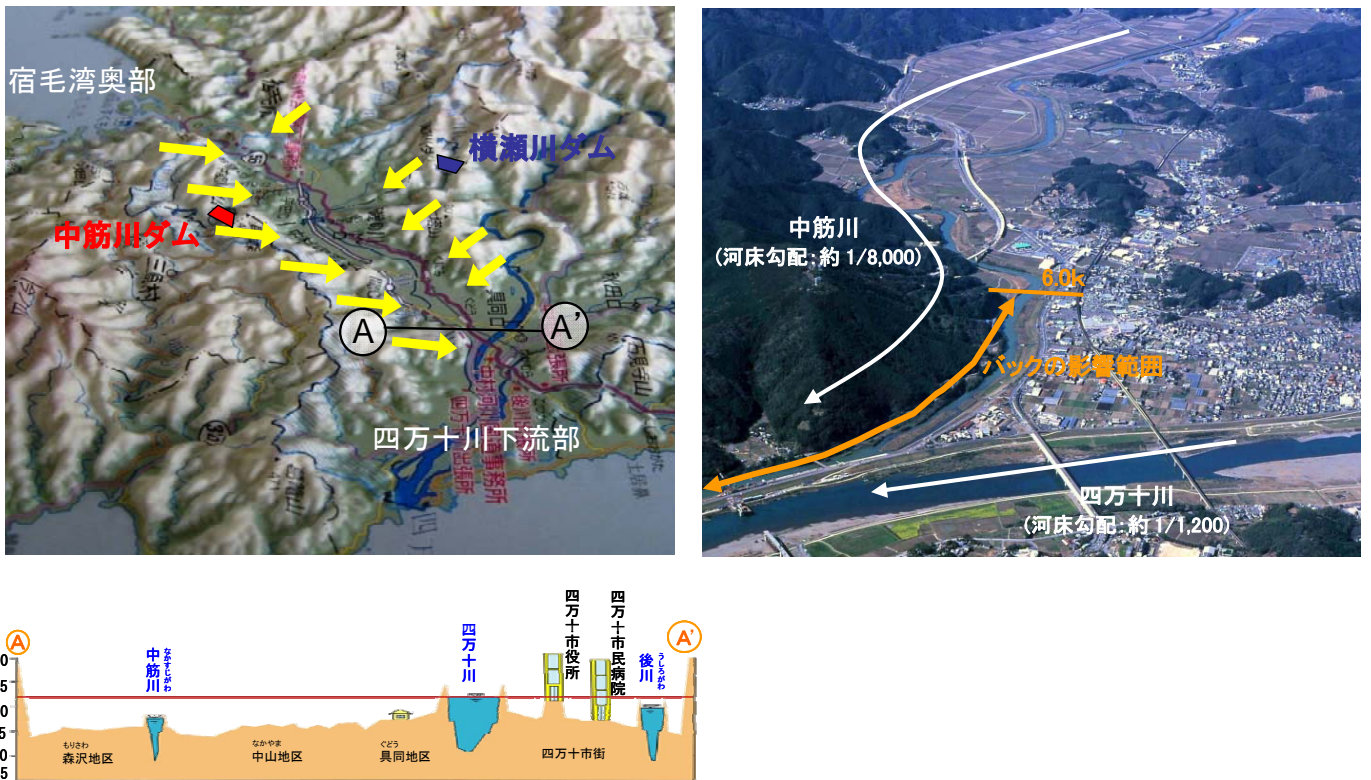 宿毛湾奥部
横瀬川ダム
中筋川ダム
A
A'
四万十川下流部
中筋川
(河床勾配：約 1/8,000)
6.0k
バックの影響範囲
四万十川
(河床勾配：約 1/1,200)
A
A'
中筋川
なかすじがわ
四万十川
四万十市役所
四万十市民病院
後川
うしろがわ
0
5
0
5
0
5
もりさわ
森沢地区
なかやま
中山地区
ぐどう
具同地区
四万十市街